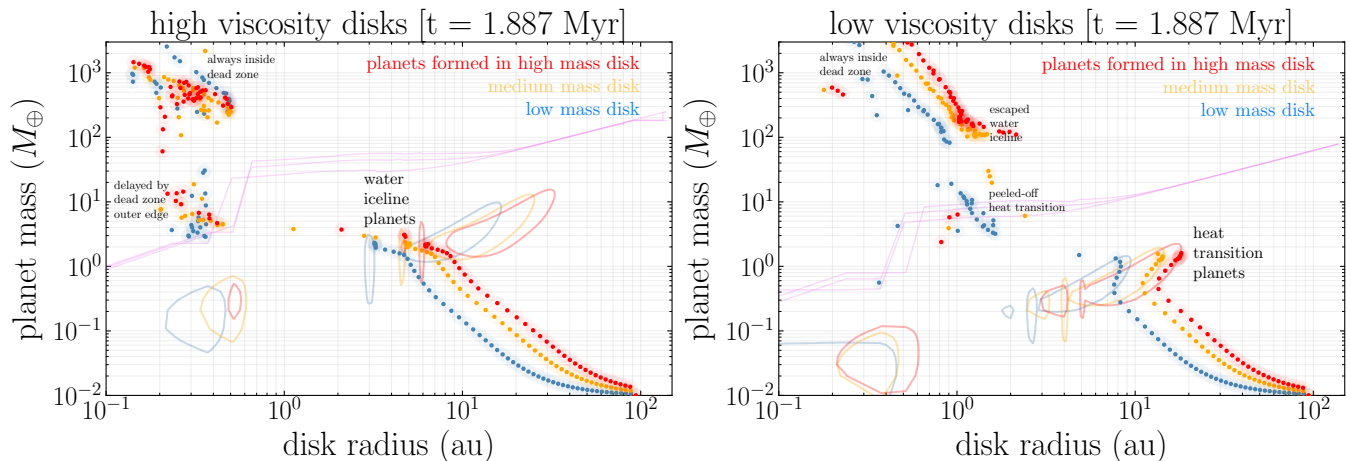 high viscosity disks [t = 1.887 Myr]
planet mass (M⊕)
10³
10²
10¹
10⁰
10⁻¹
10⁻²
always inside
dead zone
planets formed in high mass disk
medium mass disk
low mass disk
delayed by
dead zone
outer edge
water
iceline
planets
10⁻¹
10⁰
10¹
10²
disk radius (au)
low viscosity disks [t = 1.887 Myr]
planet mass (M⊕)
10³
10²
10¹
10⁰
10⁻¹
10⁻²
always inside
dead zone
planets formed in high mass disk
medium mass disk
low mass disk
escaped
water
iceline
peeled-off
heat transition
heat
transition
planets
10⁻¹
10⁰
10¹
10²
disk radius (au)